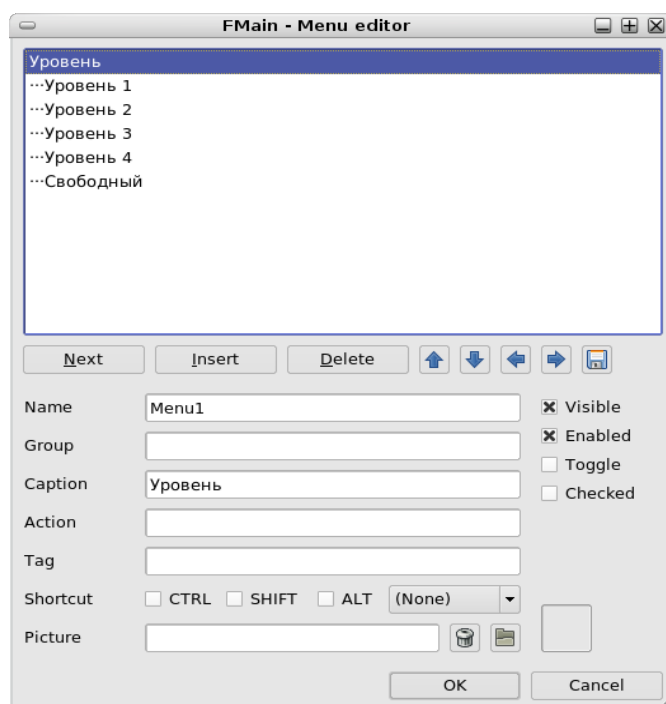 FMain - Menu editor
Уровень
Уровень 1
Уровень 2
Уровень 3
Уровень 4
Свободный
Next Insert Delete
Name Menu1 Visible
Group Enabled
Toggle
Caption Уровень Checked
Action
Tag
Shortcut CTRL SHIFT ALT (None)
Picture
OK Cancel